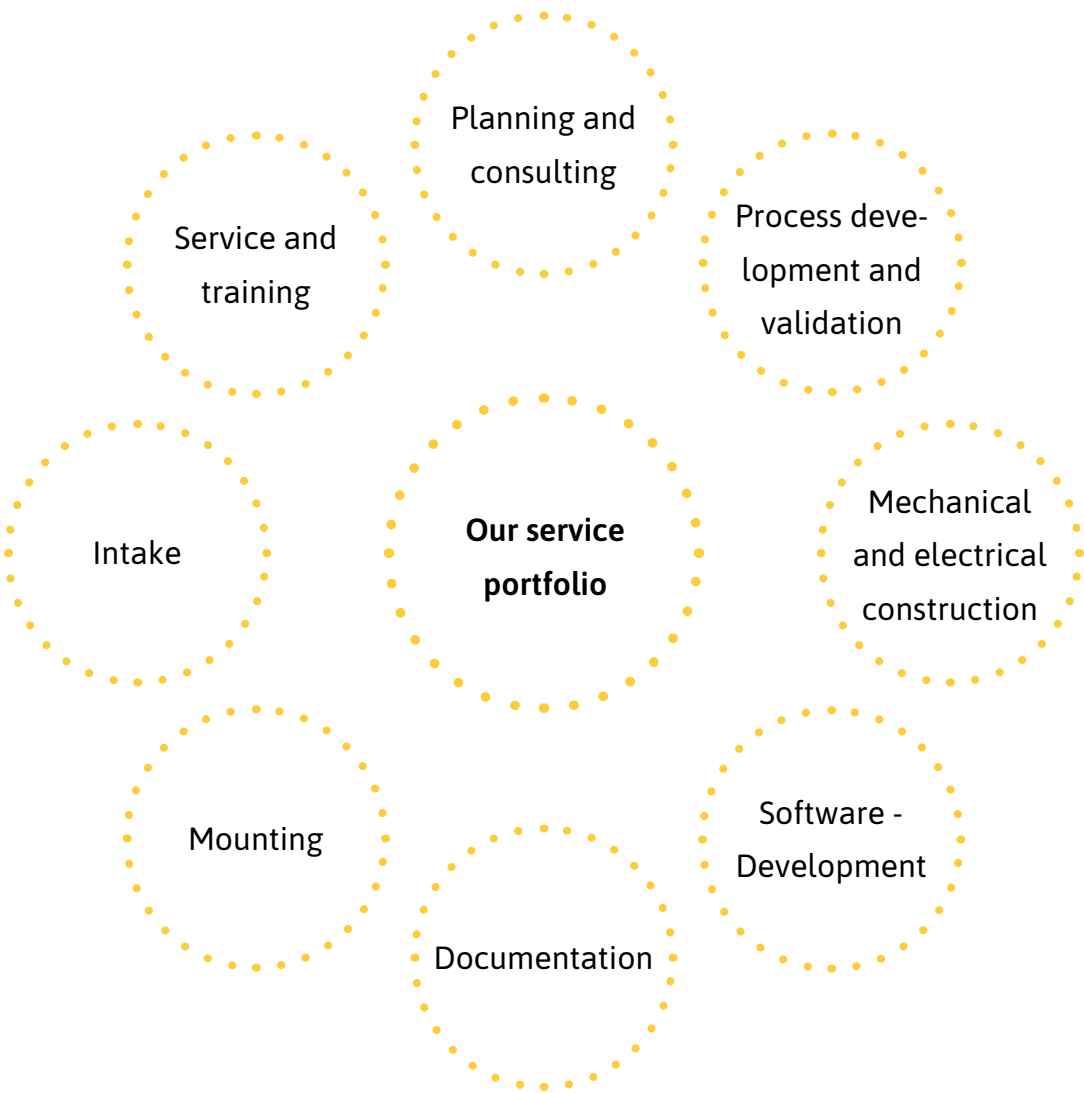 Planning and
consulting
Process deve-
lopment and
validation
Mechanical
and electrical
construction
Software -
Development
Documentation
Mounting
Intake
Service and
training
Our service
portfolio